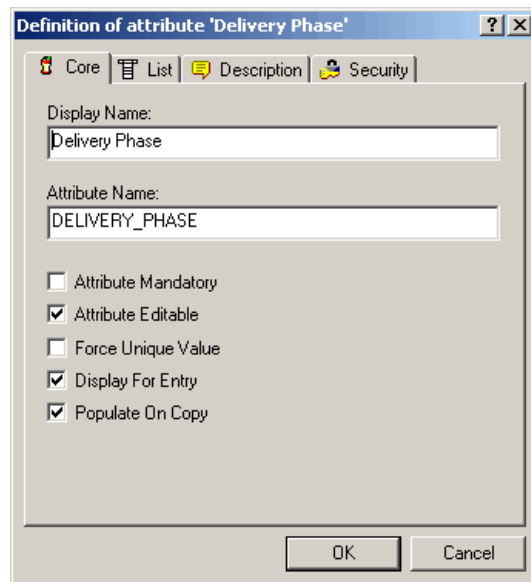 Definition of attribute 'Delivery Phase'
Core List Description Security
Display Name:
Delivery Phase
Attribute Name:
DELIVERY_PHASE
Attribute Mandatory
Attribute Editable
Force Unique Value
Display For Entry
Populate On Copy
OK Cancel